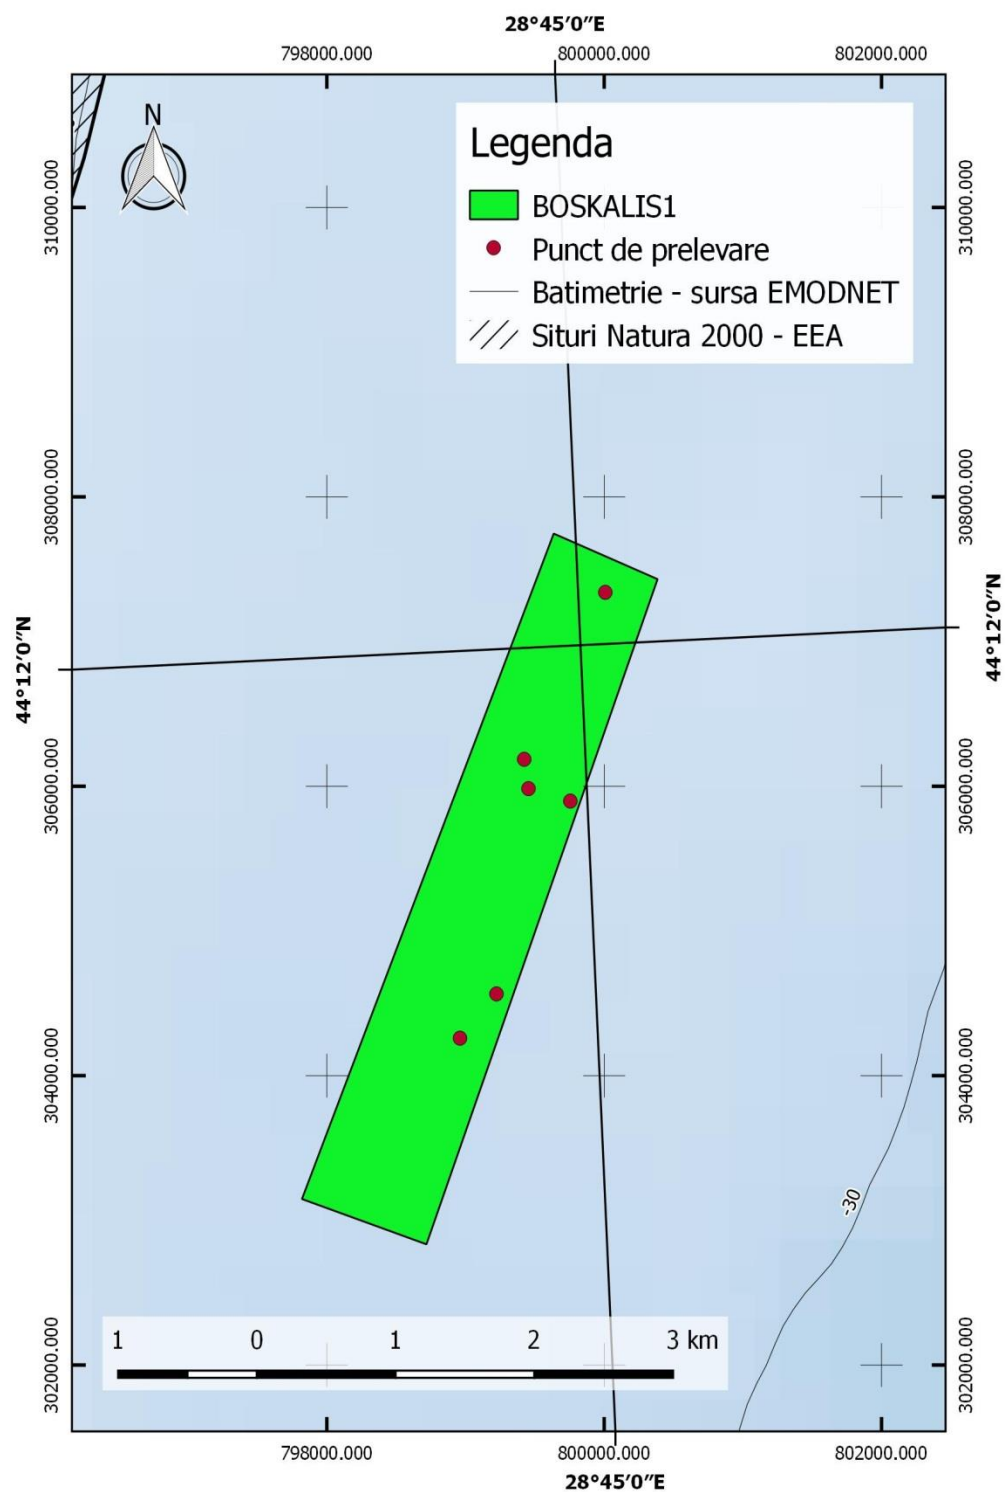 28°45′0″E
798000.000 800000.000 802000.000
N
Legenda
BOSKALIS1
Punct de prelevare
Batimetrie - sursa EMODNET
Situri Natura 2000 - EEA
310000.000 310000.000
308000.000 308000.000
44°12′0″N 44°12′0″N
306000.000 306000.000
304000.000 304000.000
-30
1 0 1 2 3 km
302000.000 302000.000
798000.000 800000.000 802000.000
28°45′0″E